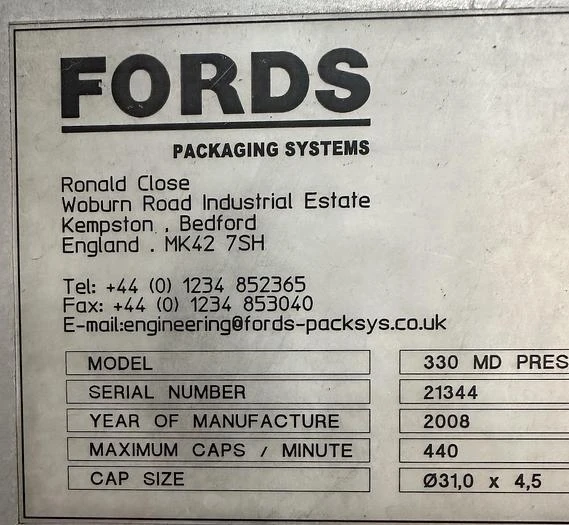 FORDS
PACKAGING SYSTEMS
Ronald Close
Woburn Road Industrial Estate
Kempston , Bedford
England . MK42 7SH
Tel: +44 (0) 1234 852365
Fax: +44 (0) 1234 853040
E-mail:engineering@fords-packsys.co.uk
MODEL 330 MD PRES
SERIAL NUMBER 21344
YEAR OF MANUFACTURE 2008
MAXIMUM CAPS / MINUTE 440
CAP SIZE Ø31,0 x 4,5